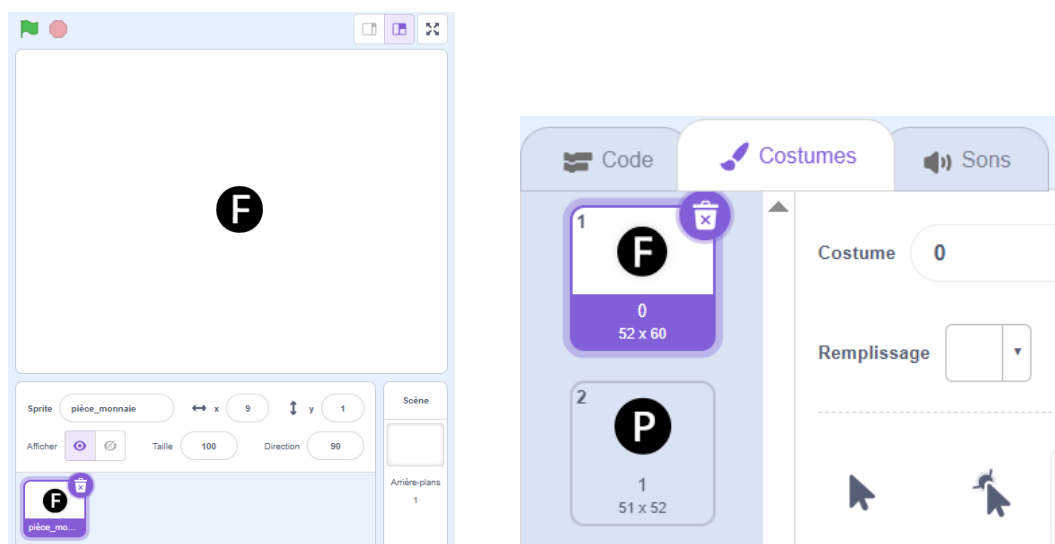 F
Sprite pièce_monnaie x 9 y 1
Afficher Taille 100 Direction 90
F
pièce_mo...
Scène
Arrière-plans
1
Code Costumes Sons
1
F
0
52 x 60
2
P
1
51 x 52
Costume 0
Remplissage